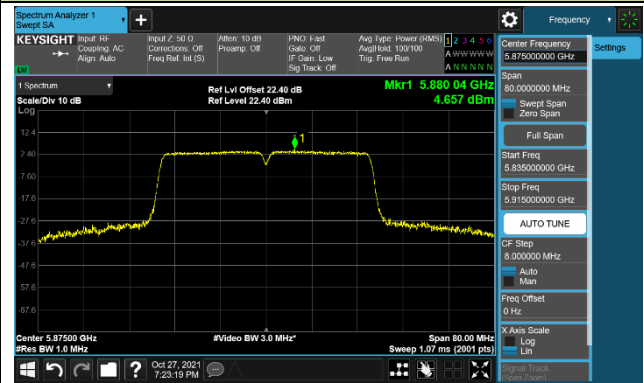 Spectrum Analyzer 1
Swept SA
Frequency
KEYSIGHT
Input: RF
Coupling: AC
Align: Auto
Input Z: 50 Ω
Corrections: Off
Freq Ref: Int (S)
Atten: 10 dB
Preamp: Off
PNO: Fast
Gate: Off
IF Gain: Low
Sig Track: Off
Avg Type: Power (RMS)
Avg|Hold: 100/100
Trig: Free Run
1 2 3 4 5 6
A W W W W W
A N N N N N
LXI
1 Spectrum
Scale/Div 10 dB
Ref Lvl Offset 22.40 dB
Ref Level 22.40 dBm
Mkr1 5.880 04 GHz
4.657 dBm
Log
12.4
2.40
-7.60
-17.6
-27.6
-37.6
-47.6
-57.6
-67.6
1
Center 5.87500 GHz
#Res BW 1.0 MHz
#Video BW 3.0 MHz*
Span 80.00 MHz
Sweep 1.07 ms (2001 pts)
Oct 27, 2021
7:23:19 PM
Center Frequency
5.875000000 GHz
Settings
Span
80.0000000 MHz
Swept Span
Zero Span
Full Span
Start Freq
5.835000000 GHz
Stop Freq
5.915000000 GHz
AUTO TUNE
CF Step
8.000000 MHz
Auto
Man
Freq Offset
0 Hz
X Axis Scale
Log
Lin
Signal Track
(Span Zoom)